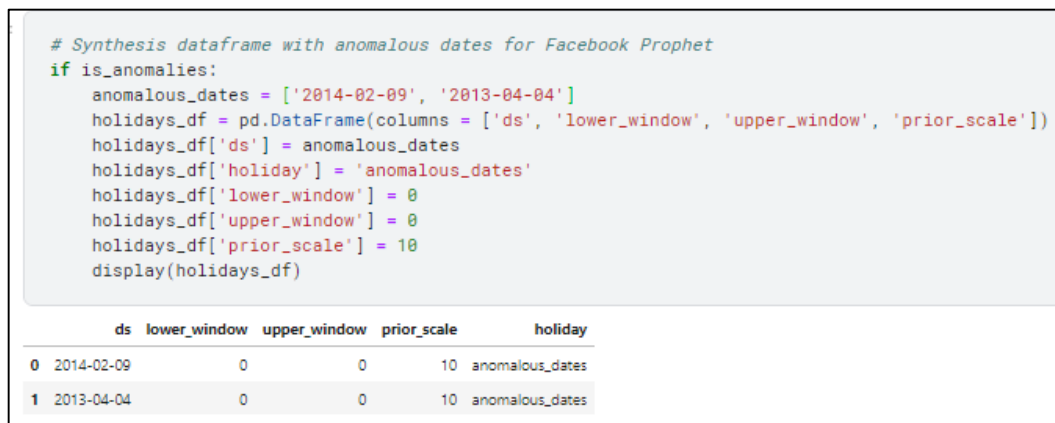 # Synthesis dataframe with anomalous dates for Facebook Prophet
if is_anomalies:
    anomalous_dates = ['2014-02-09', '2013-04-04']
    holidays_df = pd.DataFrame(columns = ['ds', 'lower_window', 'upper_window', 'prior_scale'])
    holidays_df['ds'] = anomalous_dates
    holidays_df['holiday'] = 'anomalous_dates'
    holidays_df['lower_window'] = 0
    holidays_df['upper_window'] = 0
    holidays_df['prior_scale'] = 10
    display(holidays_df)
ds lower_window upper_window prior_scale holiday
0 2014-02-09 0 0 10 anomalous_dates
1 2013-04-04 0 0 10 anomalous_dates